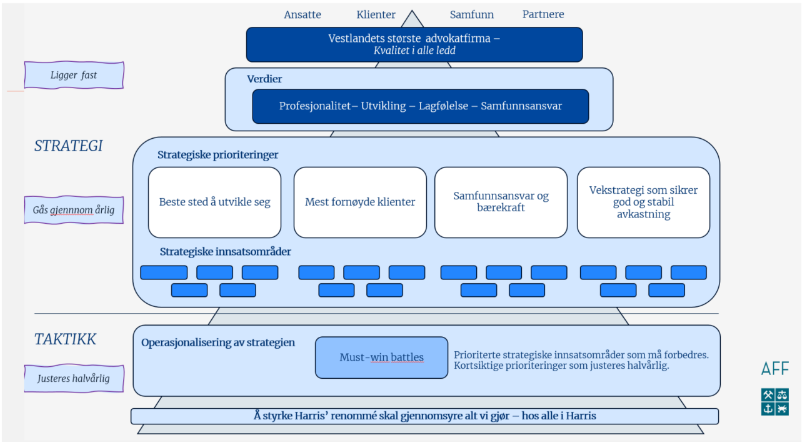 Ansatte Klienter Samfunn Partnere
Vestlandets største advokatfirma –
Kvalitet i alle ledd
Ligger fast
Verdier
Profesjonalitet– Utvikling – Lagfølelse – Samfunnsansvar
STRATEGI
Strategiske prioriteringer
Beste sted å utvikle seg
Mest fornøyde klienter
Samfunnsansvar og
bærekraft
Vekstrategi som sikrer
god og stabil
avkastning
Gås gjennnom årlig
Strategiske innsatsområder
TAKTIKK
Operasjonalisering av strategien
Must-win battles
Prioriterte strategiske innsatsområder som må forbedres.
Kortsiktige prioriteringer som justeres halvårlig.
Justeres halvårlig
AFF
Å styrke Harris’ renommé skal gjennomsyre alt vi gjør – hos alle i Harris